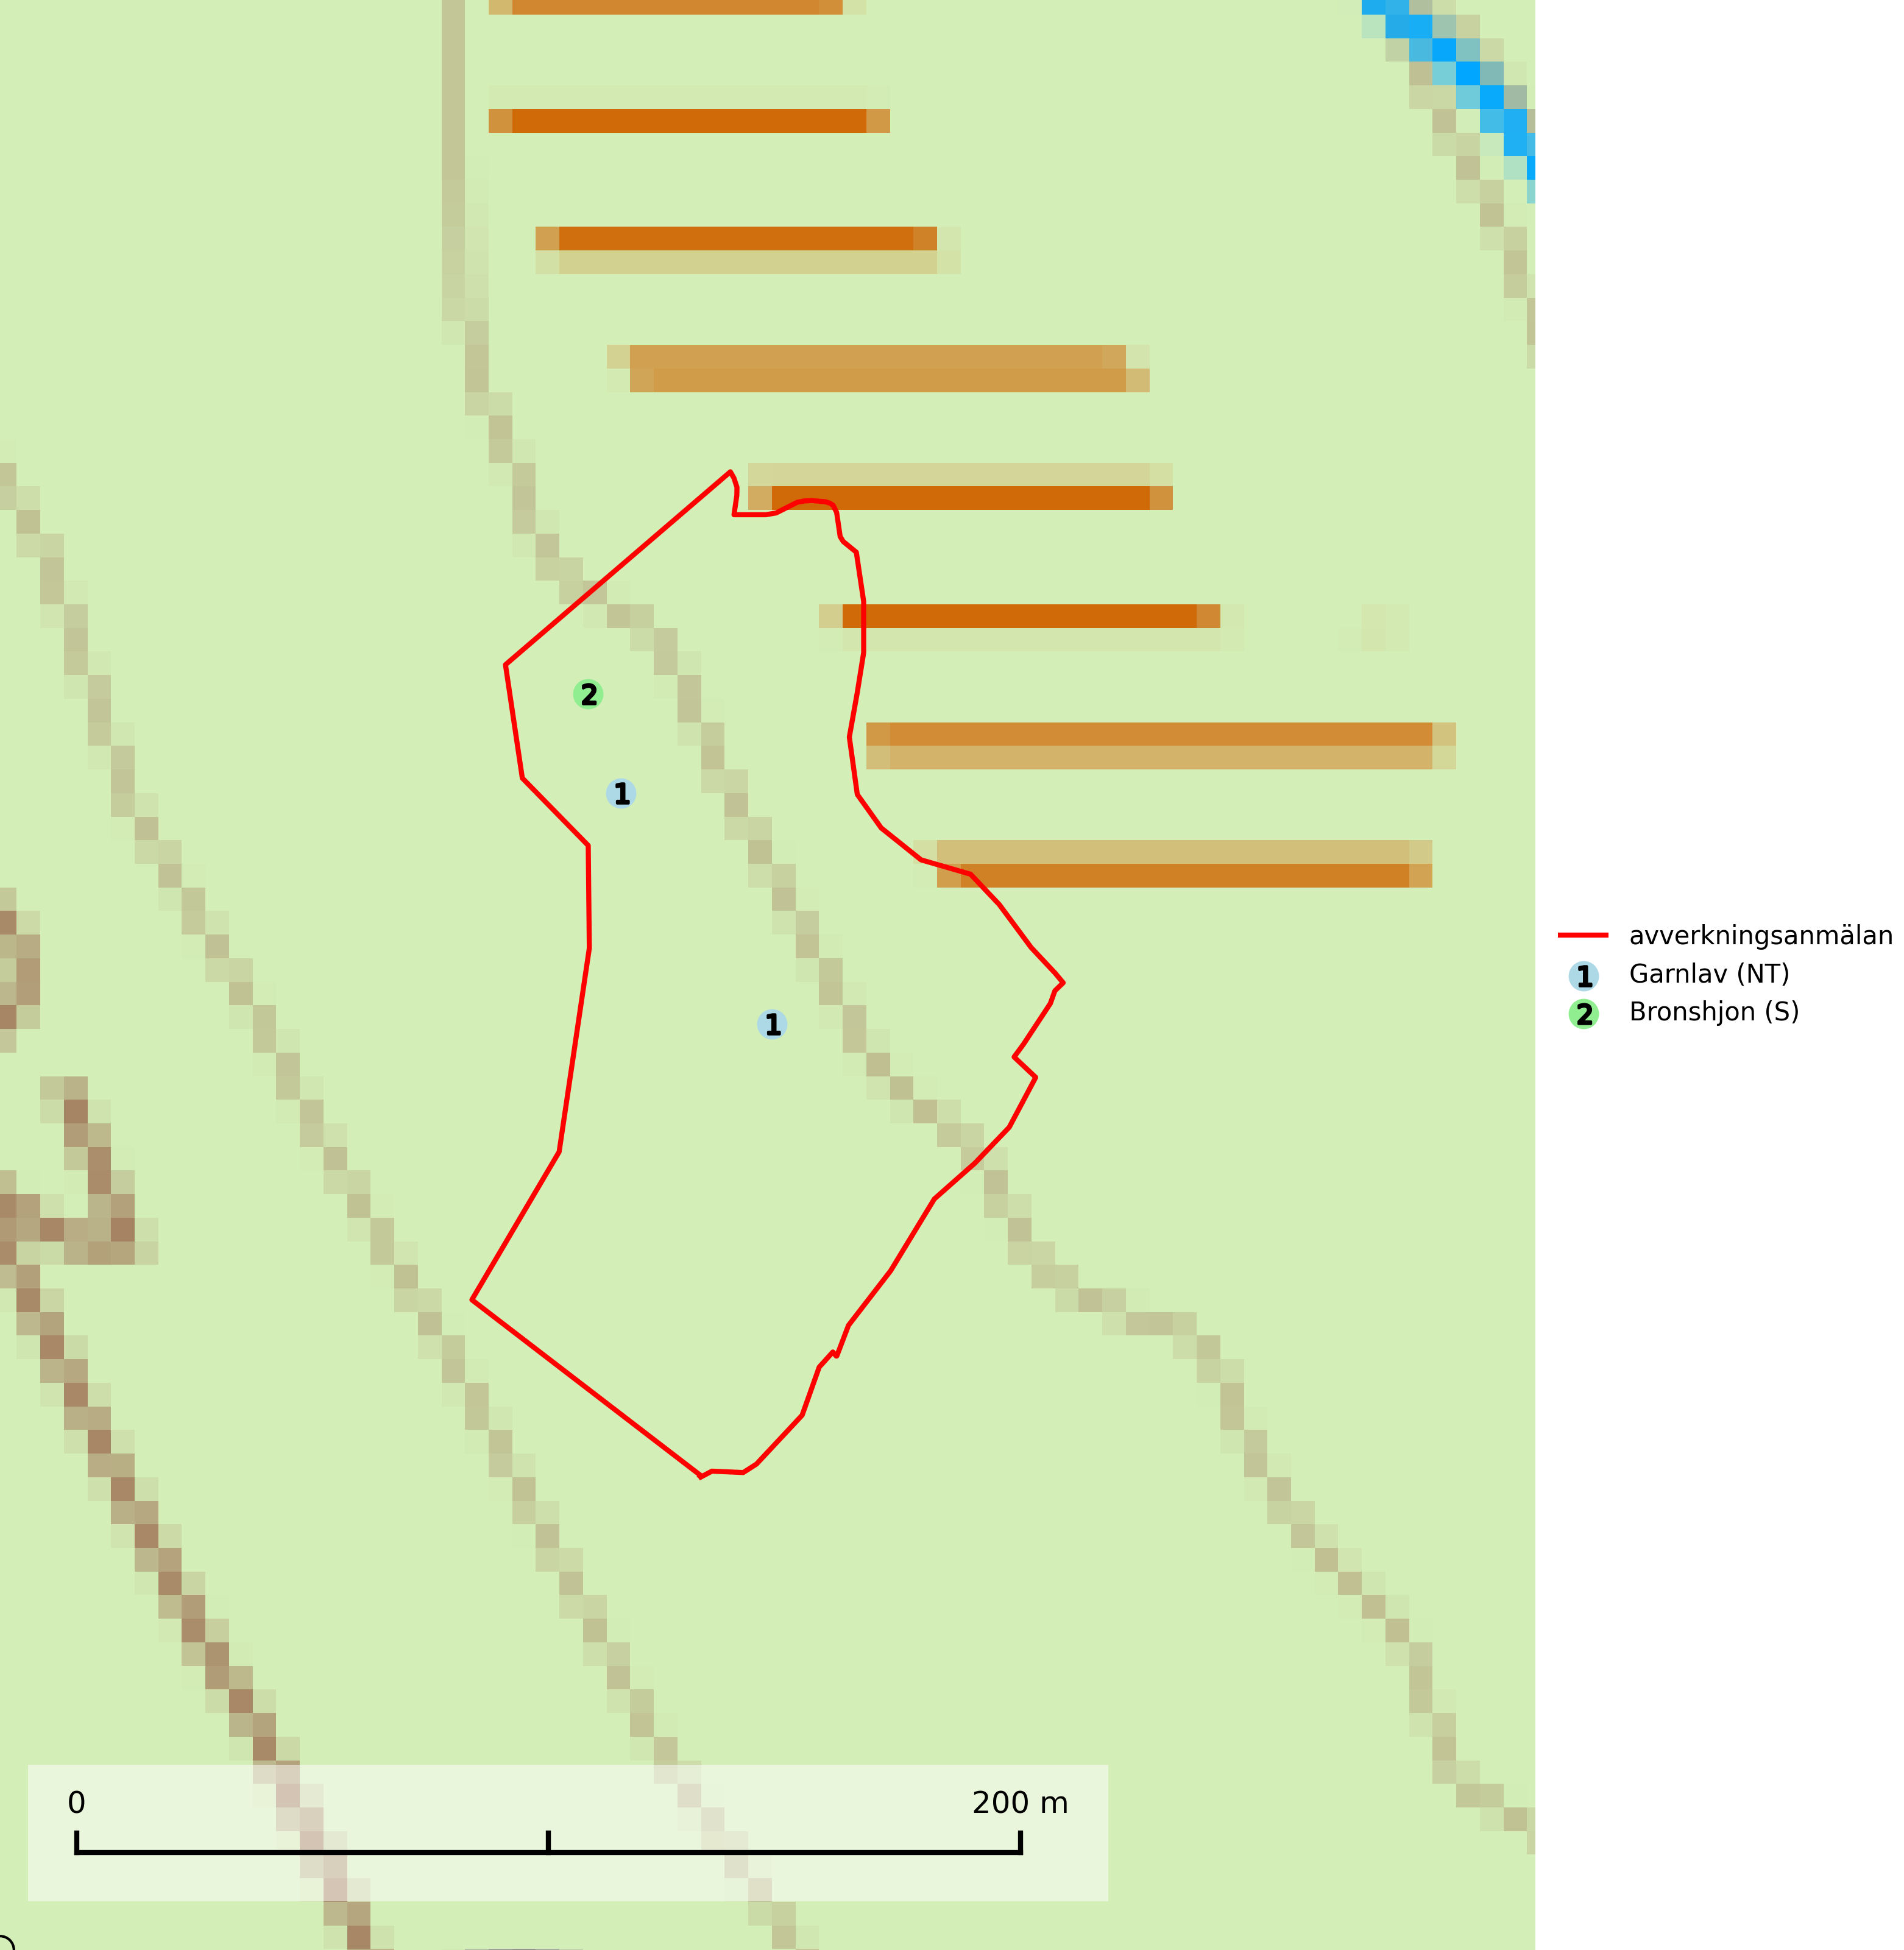 2
1
1
avverkningsanmälan
1 Garnlav (NT)
2 Bronshjon (S)
0 200 m